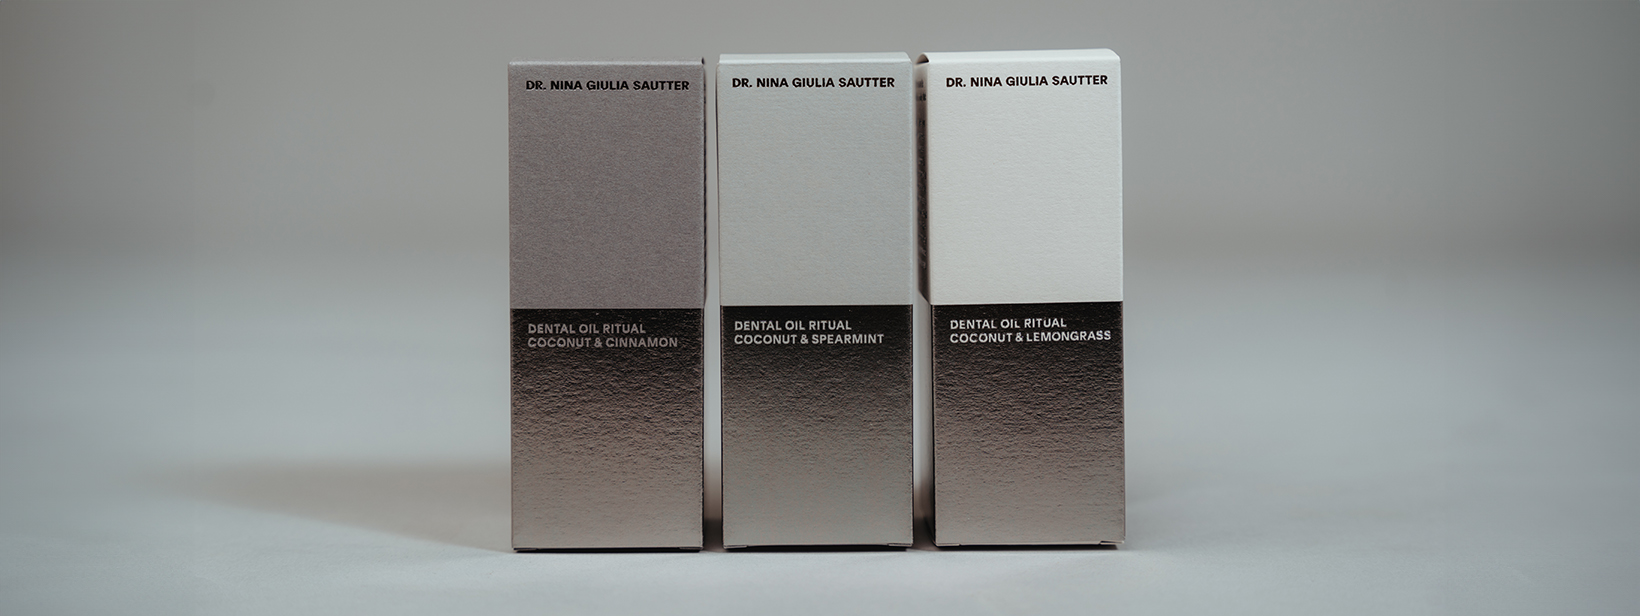 DR. NINA GIULIA SAUTTER
DENTAL OIL RITUAL
COCONUT & CINNAMON
DR. NINA GIULIA SAUTTER
DENTAL OIL RITUAL
COCONUT & SPEARMINT
DR. NINA GIULIA SAUTTER
DENTAL OIL RITUAL
COCONUT & LEMONGRASS